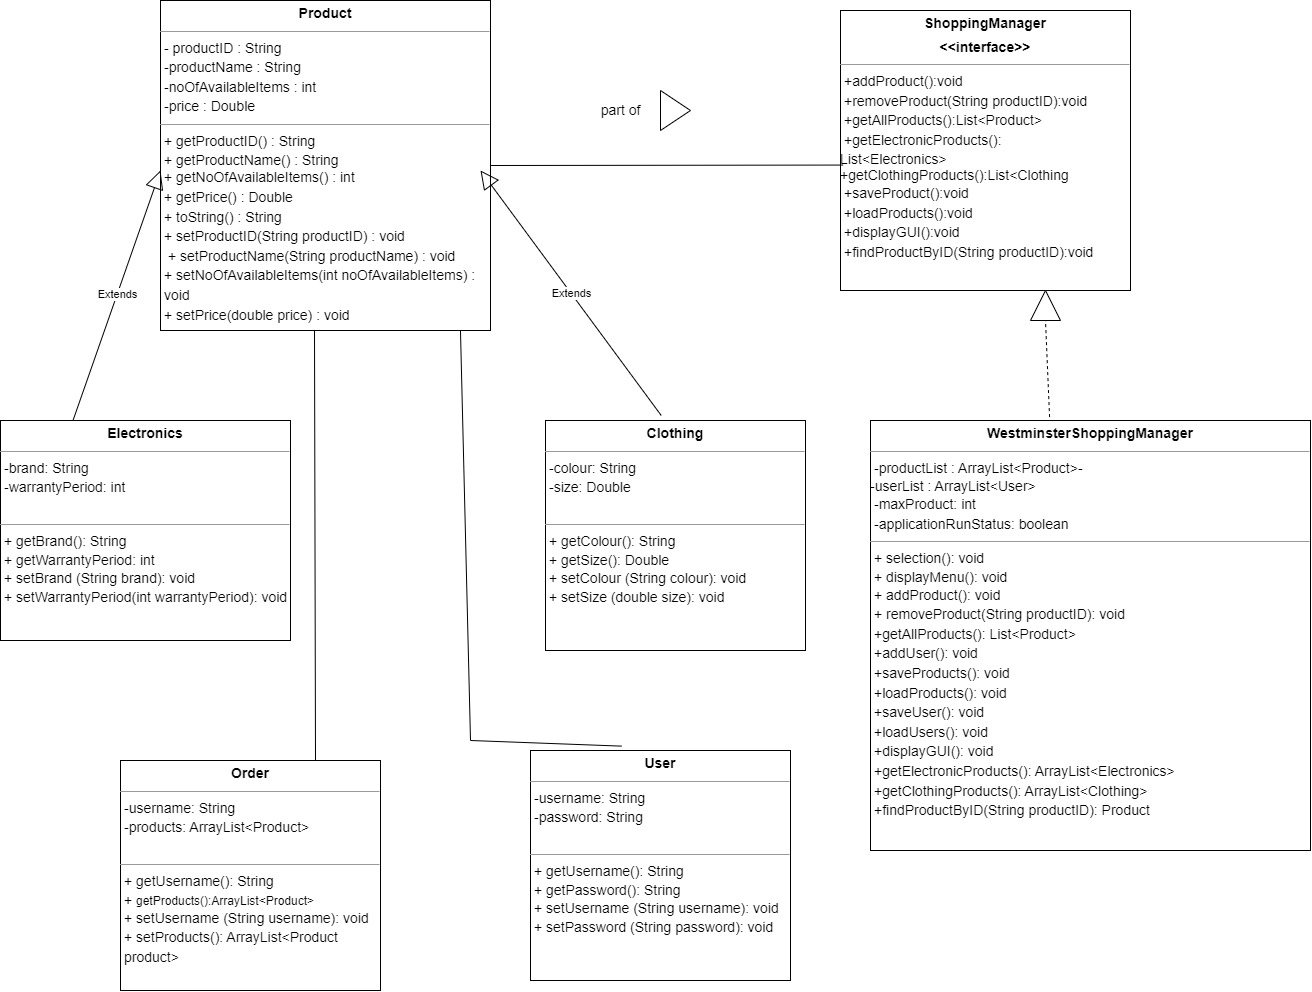 Product
- productID : String
-productName : String
-noOfAvailableItems : int
-price : Double
+ getProductID() : String
+ getProductName() : String
+ getNoOfAvailableItems() : int
+ getPrice() : Double
+ toString() : String
+ setProductID(String productID) : void
+ setProductName(String productName) : void
+ setNoOfAvailableItems(int noOfAvailableItems) :
void
+ setPrice(double price) : void
part of
ShoppingManager
<<interface>>
+addProduct():void
+removeProduct(String productID):void
+getAllProducts():List<Product>
+getElectronicProducts():
List<Electronics>
+getClothingProducts():List<Clothing
+saveProduct():void
+loadProducts():void
+displayGUI():void
+findProductByID(String productID):void
Extends
Extends
Electronics
-brand: String
-warrantyPeriod: int
+ getBrand(): String
+ getWarrantyPeriod: int
+ setBrand (String brand): void
+ setWarrantyPeriod(int warrantyPeriod): void
Clothing
-colour: String
-size: Double
+ getColour(): String
+ getSize(): Double
+ setColour (String colour): void
+ setSize (double size): void
WestminsterShoppingManager
-productList : ArrayList<Product>-
-userList : ArrayList<User>
-maxProduct: int
-applicationRunStatus: boolean
+ selection(): void
+ displayMenu(): void
+ addProduct(): void
+ removeProduct(String productID): void
+getAllProducts(): List<Product>
+addUser(): void
+saveProducts(): void
+loadProducts(): void
+saveUser(): void
+loadUsers(): void
+displayGUI(): void
+getElectronicProducts(): ArrayList<Electronics>
+getClothingProducts(): ArrayList<Clothing>
+findProductByID(String productID): Product
Order
-username: String
-products: ArrayList<Product>
+ getUsername(): String
+ getProducts():ArrayList<Product>
+ setUsername (String username): void
+ setProducts(): ArrayList<Product
product>
User
-username: String
-password: String
+ getUsername(): String
+ getPassword(): String
+ setUsername (String username): void
+ setPassword (String password): void